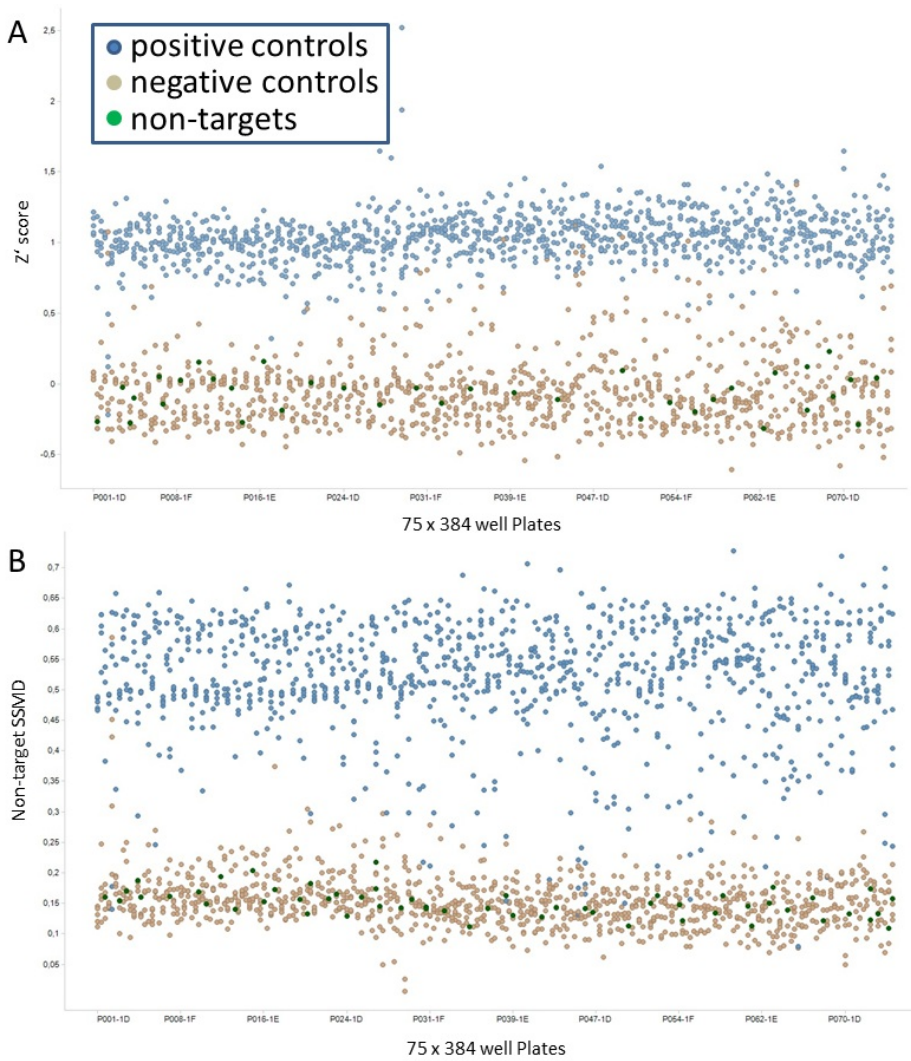 A
positive controls
negative controls
non-targets
2,5
2
1,5
1
0,5
0
-0,5
Z' score
P001-1D P008-1F P016-1E P024-1D P031-1F P039-1E P047-1D P054-1F P062-1E P070-1D
75 x 384 well Plates
B
0,7
0,65
0,6
0,55
0,5
0,45
0,4
0,35
0,3
0,25
0,2
0,15
0,1
0,05
Non-target SSMD
P001-1D P008-1F P016-1E P024-1D P031-1F P039-1E P047-1D P054-1F P062-1E P070-1D
75 x 384 well Plates